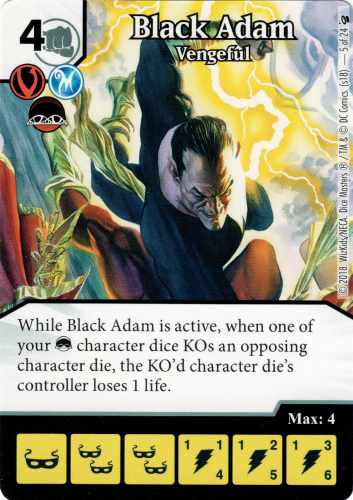 4
Black Adam
Vengeful
© 2018. WizKids/NECA. Dice Masters ® / TM & © DC Comics. (s18) — 5 of 24
While Black Adam is active, when one of
your character dice KOs an opposing
character die, the KO’d character die’s
controller loses 1 life.
Max: 4
1 1 4
1 2 5
1 3 6